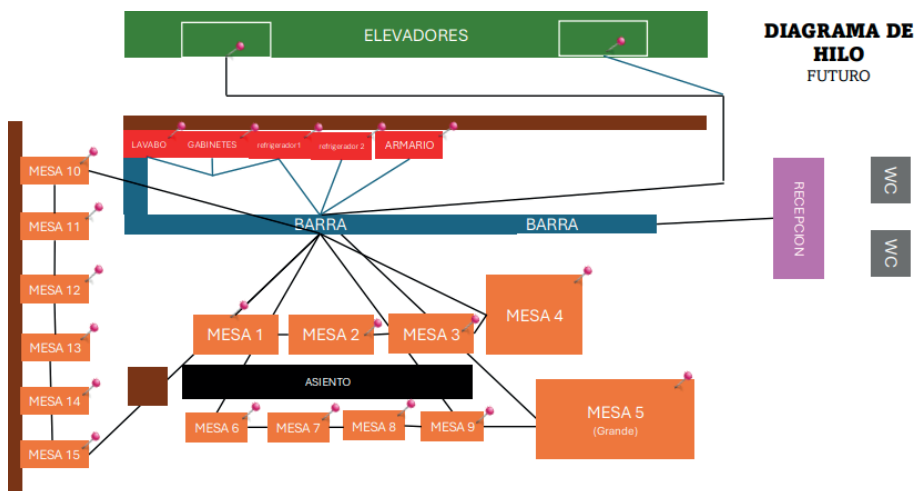 ELEVADORES
DIAGRAMA DE
HILO
FUTURO
LAVABO
GABINETES
refrigerador 1
refrigerador 2
ARMARIO
MESA 10
MESA 11
MESA 12
MESA 13
MESA 14
MESA 15
BARRA
BARRA
RECEPCION
WC
WC
MESA 1
MESA 2
MESA 3
MESA 4
ASIENTO
MESA 6
MESA 7
MESA 8
MESA 9
MESA 5
(Grande)